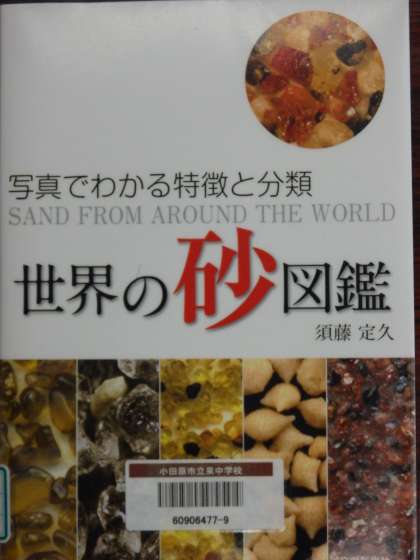 写真でわかる特徴と分類
SAND FROM AROUND THE WORLD
世界の砂図鑑
須藤 定久
小田原市立泉中学校
60906477-9